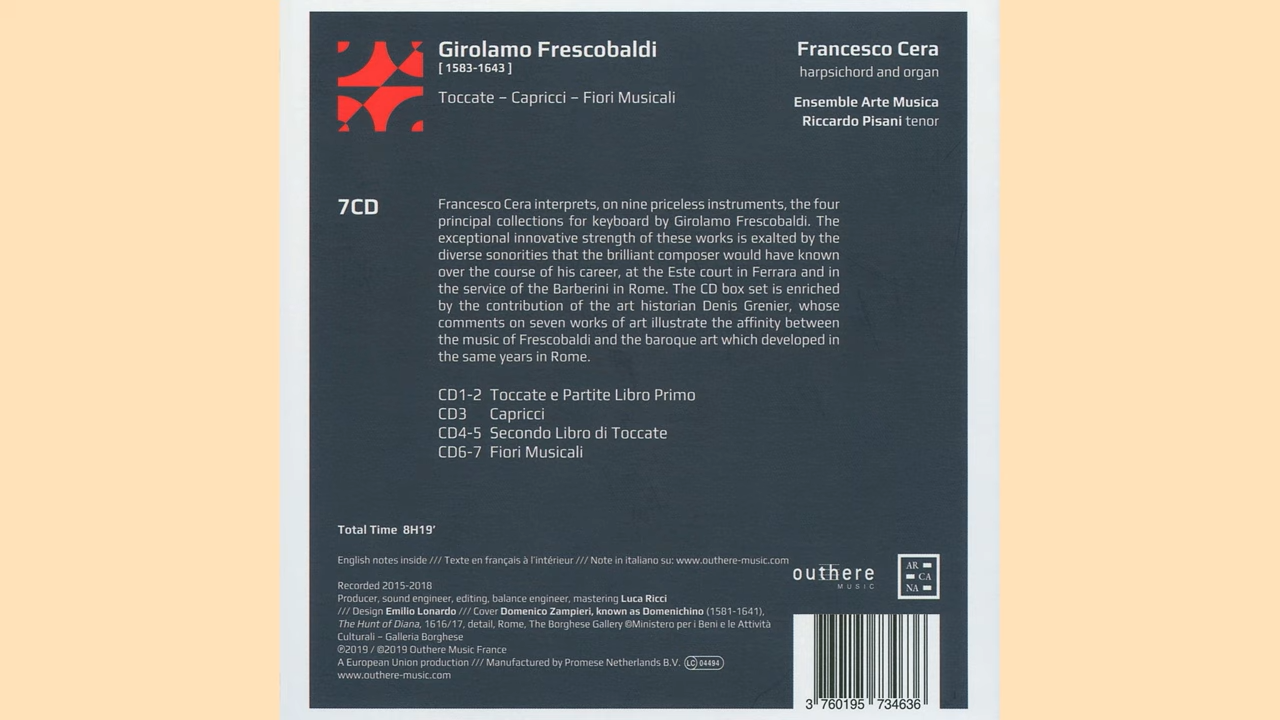 Girolamo Frescobaldi
[ 1583-1643 ]
Toccate – Capricci – Fiori Musicali
Francesco Cera
harpsichord and organ
Ensemble Arte Musica
Riccardo Pisani tenor
7CD
Francesco Cera interprets, on nine priceless instruments, the four
principal collections for keyboard by Girolamo Frescobaldi. The
exceptional innovative strength of these works is exalted by the
diverse sonorities that the brilliant composer would have known
over the course of his career, at the Este court in Ferrara and in
the service of the Barberini in Rome. The CD box set is enriched
by the contribution of the art historian Denis Grenier, whose
comments on seven works of art illustrate the affinity between
the music of Frescobaldi and the baroque art which developed in
the same years in Rome.
CD1-2 Toccate e Partite Libro Primo
CD3 Capricci
CD4-5 Secondo Libro di Toccate
CD6-7 Fiori Musicali
Total Time 8H19’
English notes inside /// Texte en français à l’intérieur /// Note in italiano su: www.outhere-music.com
Recorded 2015-2018
Producer, sound engineer, editing, balance engineer, mastering Luca Ricci
/// Design Emilio Lonardo /// Cover Domenico Zampieri, known as Domenichino (1581-1641),
The Hunt of Diana, 1616/17, detail, Rome, The Borghese Gallery ©Ministero per i Beni e le Attività
Culturali – Galleria Borghese
℗2019 / ©2019 Outhere Music France
A European Union production /// Manufactured by Promese Netherlands B.V. LC 04494
www.outhere-music.com
outhere
MUSIC
AR
CA
NA
3 760195 734636